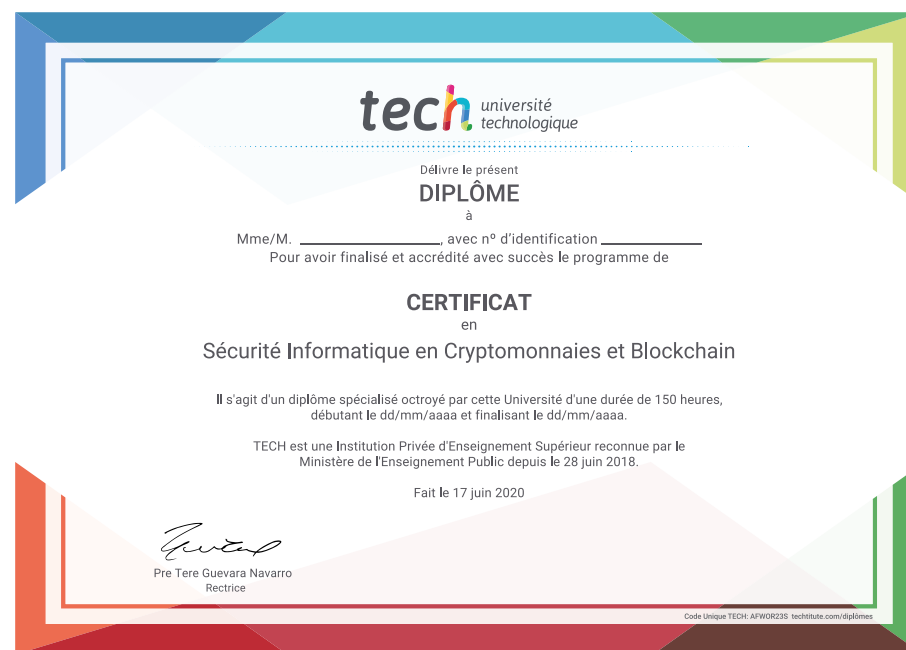 tech université
technologique
Délivre le présent
DIPLÔME
à
Mme/M. ____________________, avec nº d'identification ______________
Pour avoir finalisé et accrédité avec succès le programme de
CERTIFICAT
en
Sécurité Informatique en Cryptomonnaies et Blockchain
Il s'agit d'un diplôme spécialisé octroyé par cette Université d'une durée de 150 heures,
débutant le dd/mm/aaaa et finalisant le dd/mm/aaaa.
TECH est une Institution Privée d'Enseignement Supérieur reconnue par le
Ministère de l'Enseignement Public depuis le 28 juin 2018.
Fait le 17 juin 2020
Pre Tere Guevara Navarro
Rectrice
Code Unique TECH: AFWOR23S techtitute.com/diplômes